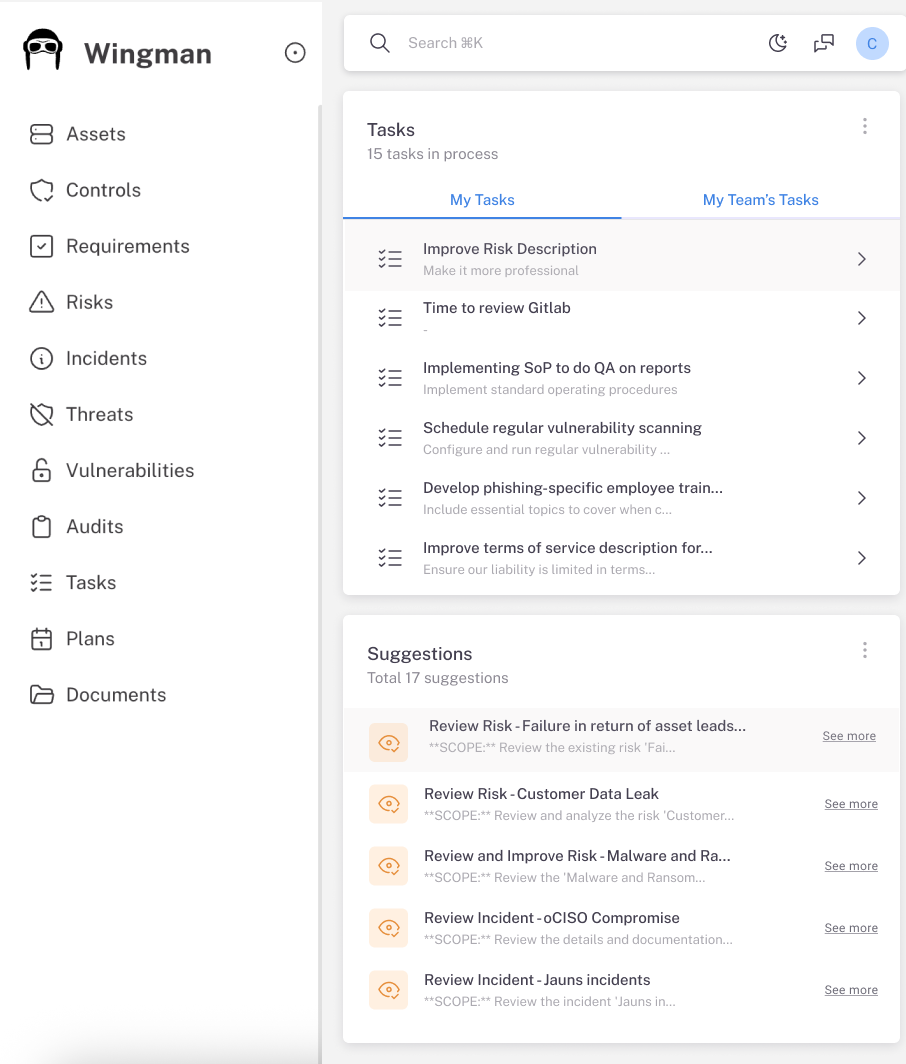 Wingman
Assets
Controls
Requirements
Risks
Incidents
Threats
Vulnerabilities
Audits
Tasks
Plans
Documents
Search ⌘K
C
Tasks
15 tasks in process
My Tasks
My Team's Tasks
Improve Risk Description
Make it more professional
Time to review Gitlab
-
Implementing SoP to do QA on reports
Implement standard operating procedures
Schedule regular vulnerability scanning
Configure and run regular vulnerability ...
Develop phishing-specific employee train...
Include essential topics to cover when c...
Improve terms of service description for...
Ensure our liability is limited in terms...
Suggestions
Total 17 suggestions
Review Risk - Failure in return of asset leads...
**SCOPE:** Review the existing risk 'Fai...
See more
Review Risk - Customer Data Leak
**SCOPE:** Review and analyze the risk 'Customer...
See more
Review and Improve Risk - Malware and Ra...
**SCOPE:** Review the 'Malware and Ransom...
See more
Review Incident - oCISO Compromise
**SCOPE:** Review the details and documentation...
See more
Review Incident - Jauns incidents
**SCOPE:** Review the incident 'Jauns in...
See more